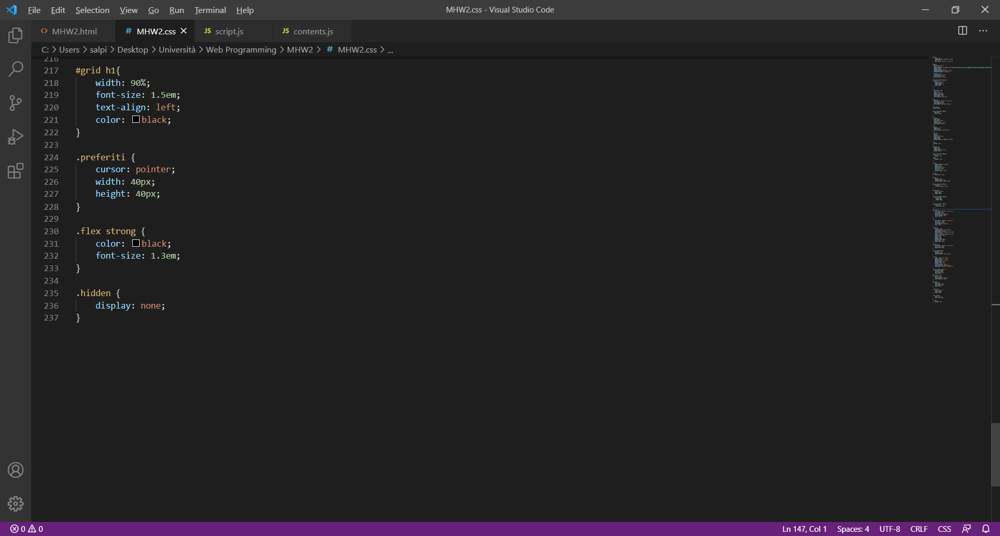 File Edit Selection View Go Run Terminal Help MHW2.css - Visual Studio Code
MHW2.html # MHW2.css JS script.js JS contents.js
C: > Users > salpi > Desktop > Università > Web Programming > MHW2 > # MHW2.css > ...
216
217 #grid h1{
218 width: 90%;
219 font-size: 1.5em;
220 text-align: left;
221 color: black;
222 }
223
224 .preferiti {
225 cursor: pointer;
226 width: 40px;
227 height: 40px;
228 }
229
230 .flex strong {
231 color: black;
232 font-size: 1.3em;
233 }
234
235 .hidden {
236 display: none;
237 }
0 0 Ln 147, Col 1 Spaces: 4 UTF-8 CRLF CSS